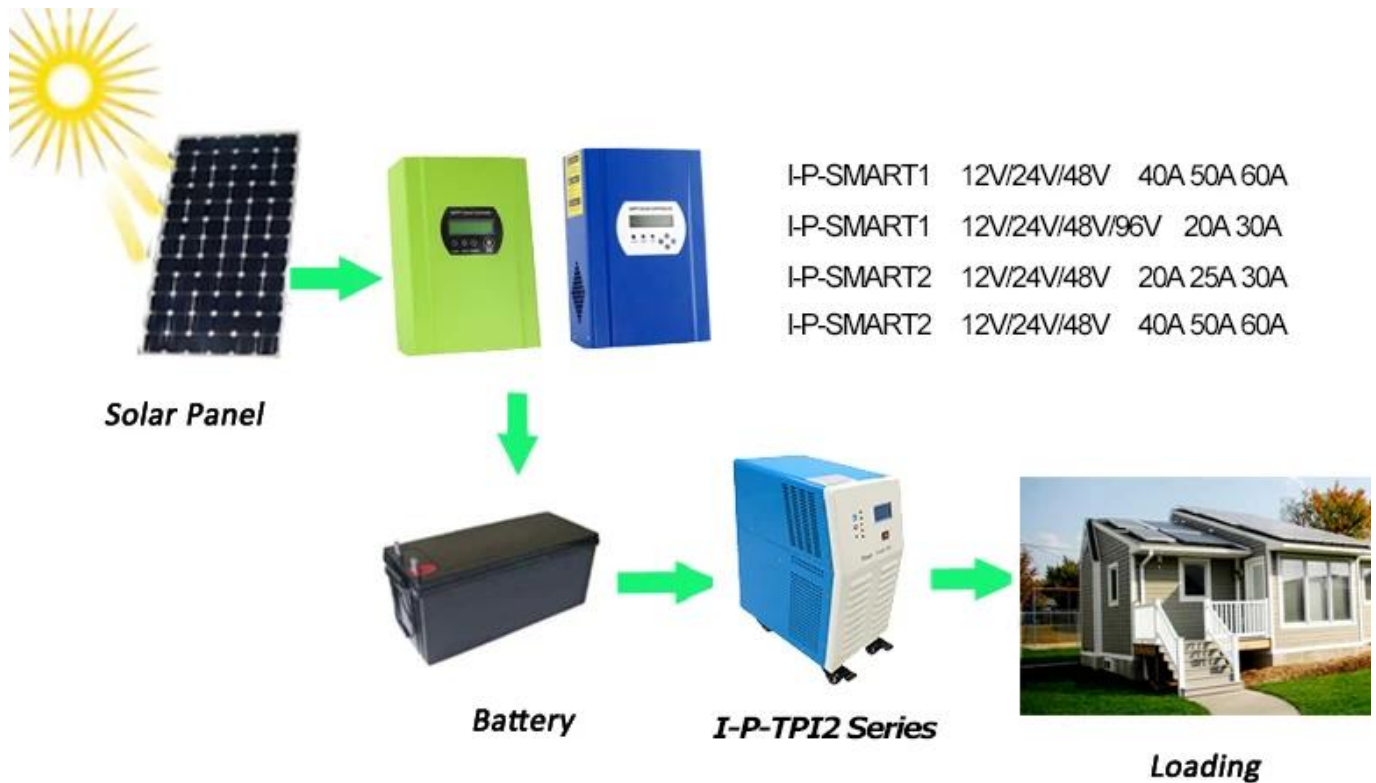 I-P-SMART1 12V/24V/48V 40A 50A 60A
I-P-SMART1 12V/24V/48V/96V 20A 30A
I-P-SMART2 12V/24V/48V 20A 25A 30A
I-P-SMART2 12V/24V/48V 40A 50A 60A
Solar Panel
Battery
I-P-TPI2 Series
Loading